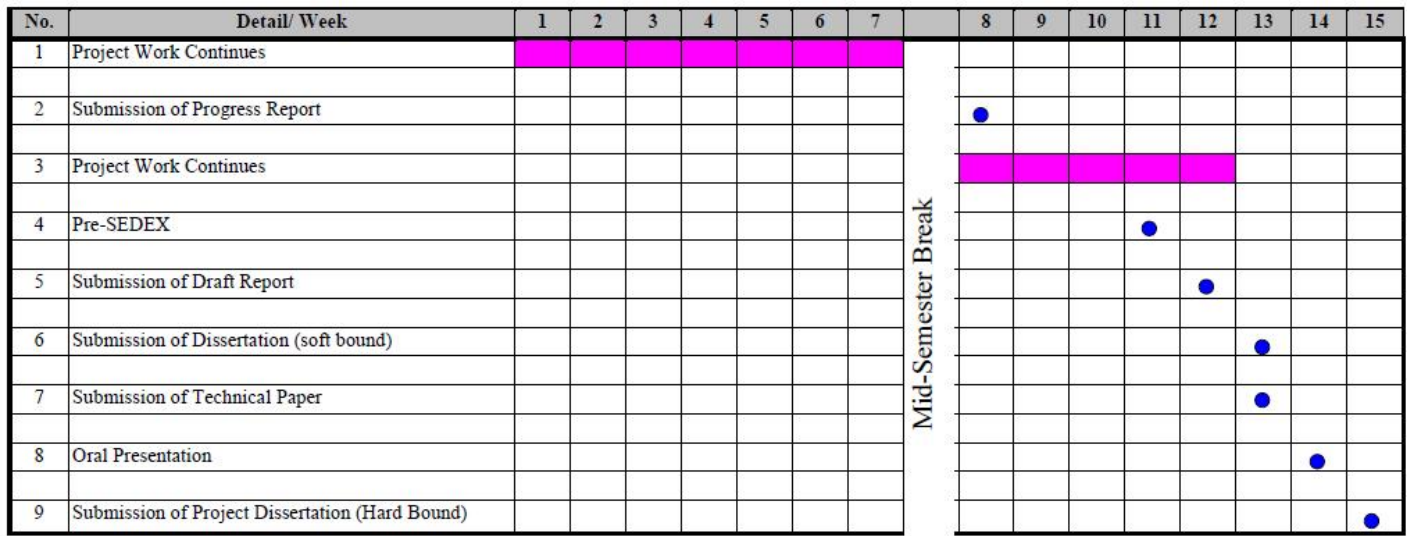 No. Detail/ Week 1 2 3 4 5 6 7 8 9 10 11 12 13 14 15
1 Project Work Continues
2 Submission of Progress Report
3 Project Work Continues
4 Pre-SEDEX
5 Submission of Draft Report
6 Submission of Dissertation (soft bound)
7 Submission of Technical Paper
8 Oral Presentation
9 Submission of Project Dissertation (Hard Bound)
Mid-Semester Break